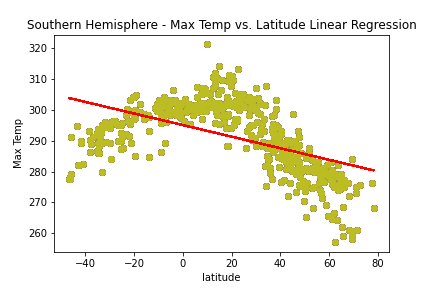 Southern Hemisphere - Max Temp vs. Latitude Linear Regression
320
310
300
290
280
270
260
Max Temp
−40 −20 0 20 40 60 80
latitude